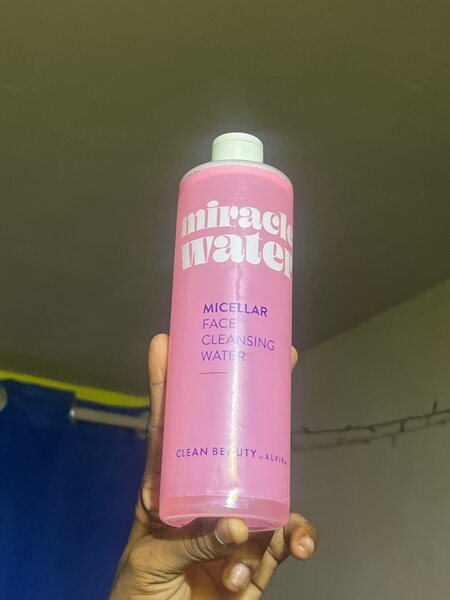 miracle
water
MICELLAR
FACE
CLEANSING
WATER
CLEAN BEAUTY by ALVIRA